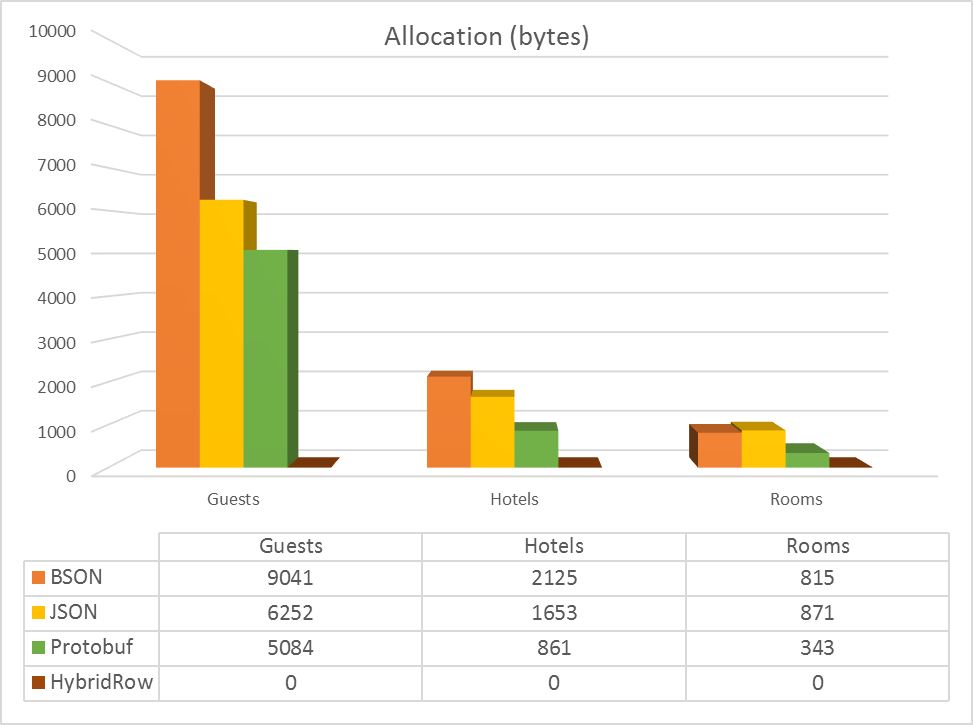 Allocation (bytes)
10000
9000
8000
7000
6000
5000
4000
3000
2000
1000
0
Guests Hotels Rooms
Guests Hotels Rooms
BSON 9041 2125 815
JSON 6252 1653 871
Protobuf 5084 861 343
HybridRow 0 0 0